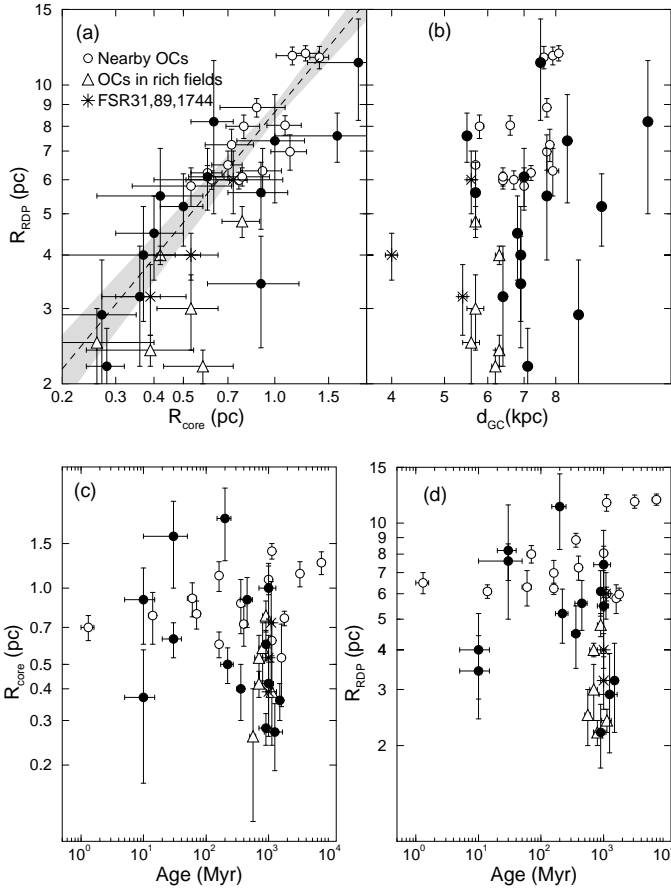 (a)
Nearby OCs
OCs in rich fields
FSR31,89,1744
(b)
15
10
9
8
7
6
5
4
3
2
R_RDP (pc)
0.2 0.3 0.4 0.5 0.7 1.0 1.5
R_core (pc)
4 5 6 7 8
d_GC(kpc)
(c)
1.5
1.0
0.7
0.5
0.4
0.3
0.2
R_core (pc)
10^0 10^1 10^2 10^3 10^4
Age (Myr)
(d)
15
10
9
8
7
6
5
4
3
2
R_RDP (pc)
10^0 10^1 10^2 10^3
Age (Myr)